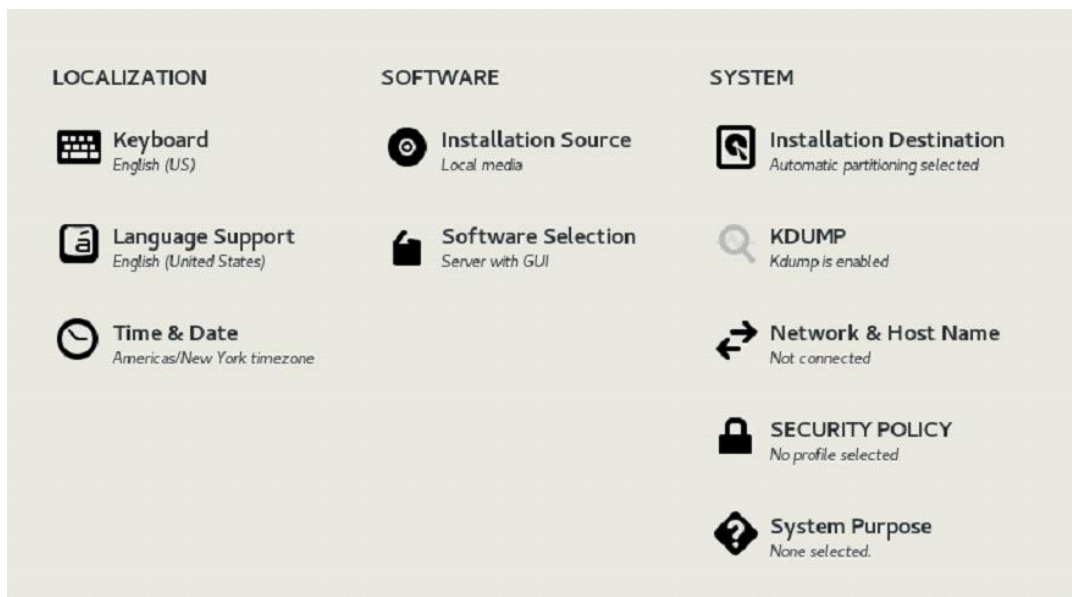 LOCALIZATION
Keyboard
English (US)
Language Support
English (United States)
Time & Date
Americas/New York timezone
SOFTWARE
Installation Source
Local media
Software Selection
Server with GUI
SYSTEM
Installation Destination
Automatic partitioning selected
KDUMP
Kdump is enabled
Network & Host Name
Not connected
SECURITY POLICY
No profile selected
System Purpose
None selected.